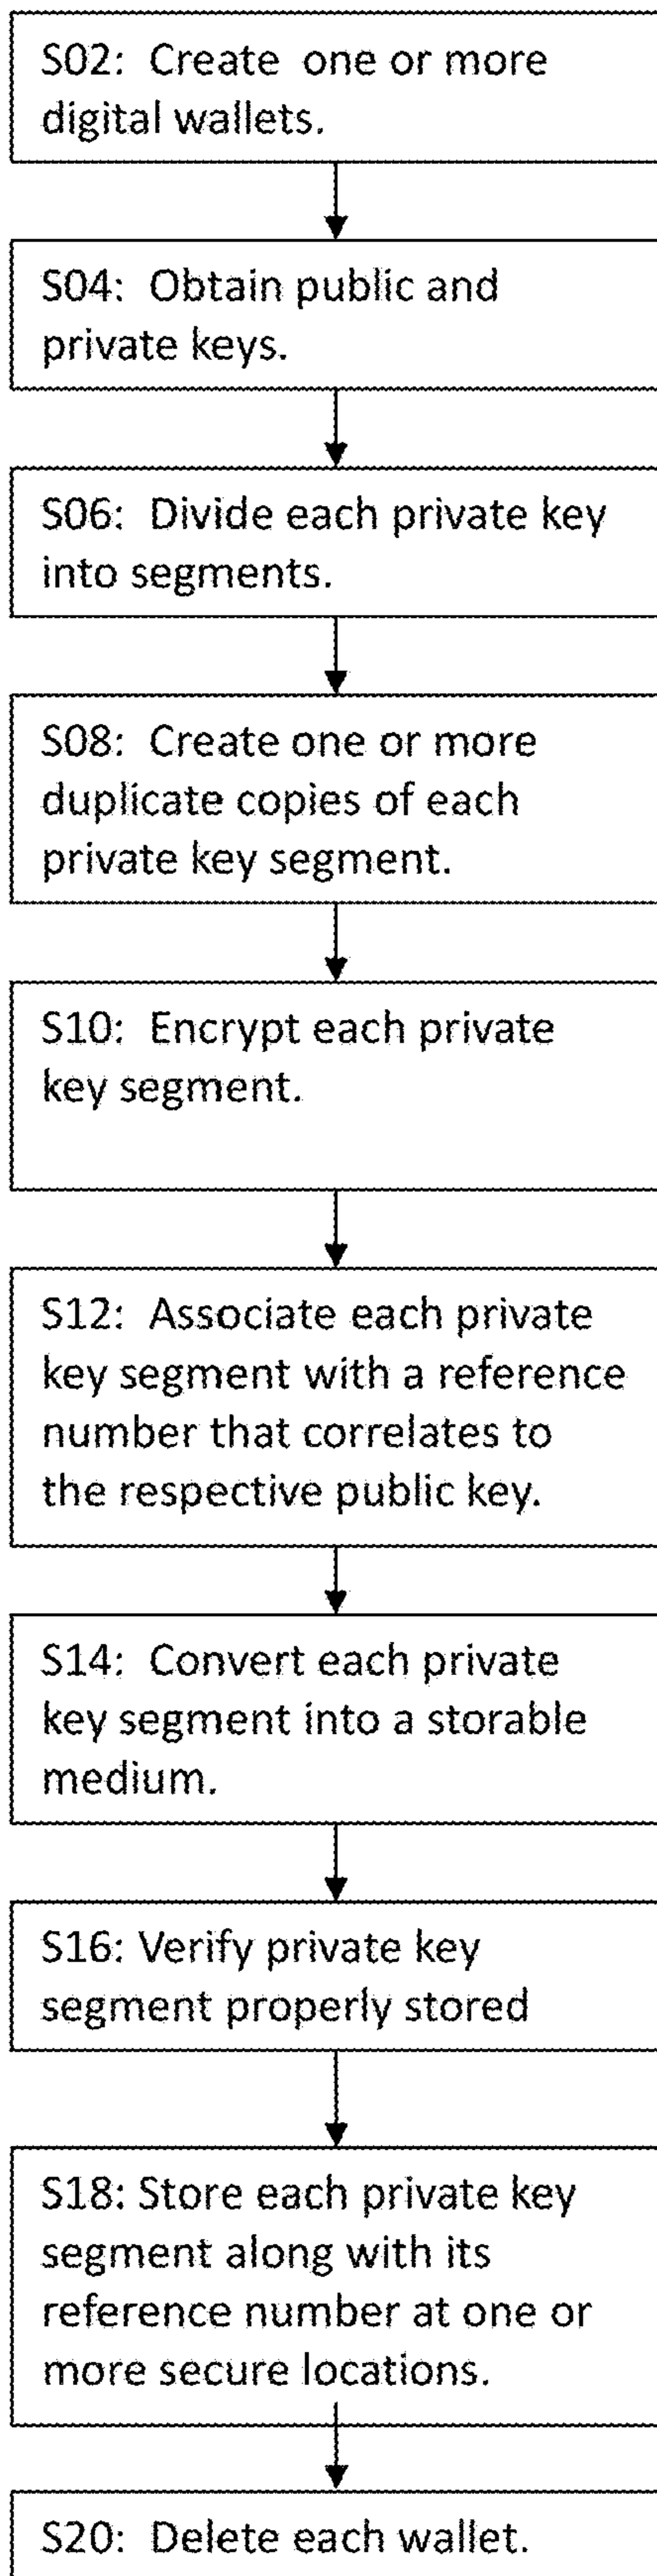 S02:  Create  one or more
digital wallets.
S04:  Obtain public and
private keys.
S06:  Divide each private key
into segments.
S08:  Create one or more
duplicate copies of each
private key segment.
S10:  Encrypt each private
key segment.
S12:  Associate each private
key segment with a reference
number that correlates to
the respective public key.
S14:  Convert each private
key segment into a storable
medium.
S16: Verify private key
segment properly stored
S18: Store each private key
segment along with its
reference number at one or
more secure locations.
S20:  Delete each wallet.